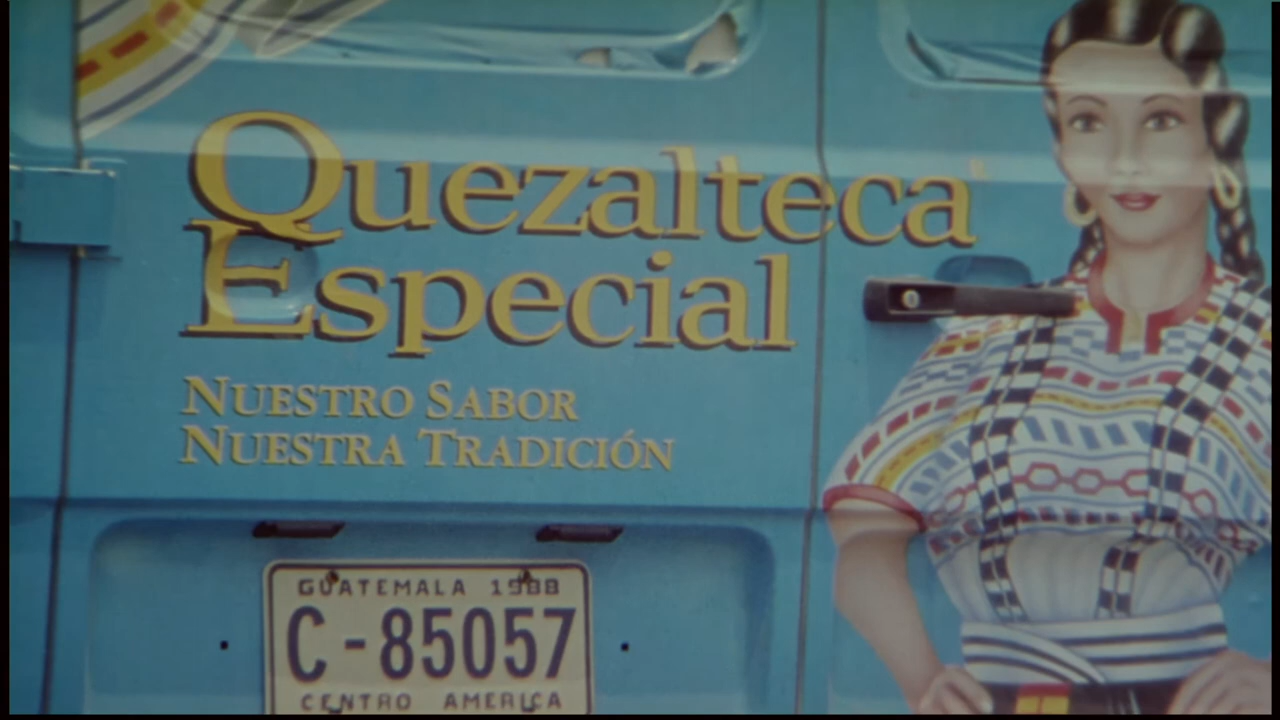 Quezalteca
Especial
NUESTRO SABOR
NUESTRA TRADICIÓN
GUATEMALA 1988
C-85057
CENTRO AMERICA